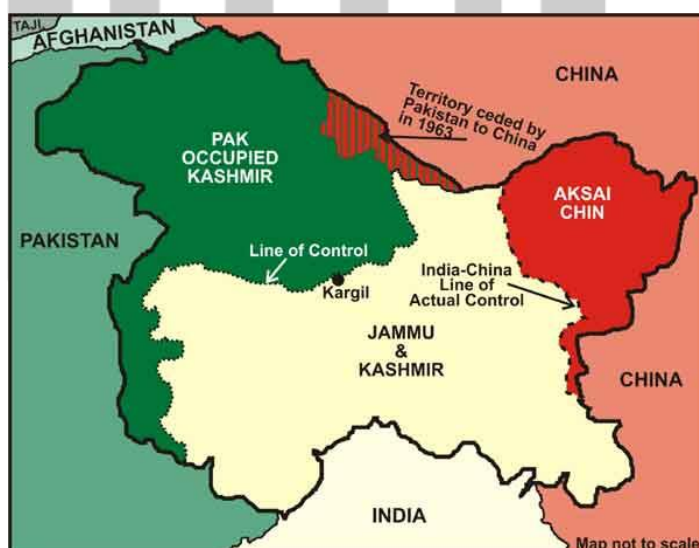 TAJI
AFGHANISTAN
CHINA
Territory ceded by
Pakistan to China
in 1963
PAK
OCCUPIED
KASHMIR
AKSAI
CHIN
PAKISTAN
Line of Control
Kargil
India-China
Line of
Actual Control
JAMMU
&
KASHMIR
CHINA
INDIA
Map not to scale